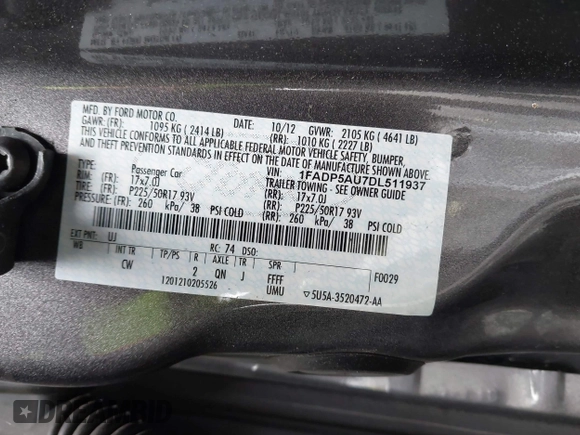 MFD. BY FORD MOTOR CO.
DATE: 10/12 GVWR: 2105 KG ( 4641 LB)
GAWR: (FR): 1095 KG ( 2414 LB) (RR): 1010 KG ( 2227 LB)
THIS VEHICLE CONFORMS TO ALL APPLICABLE FEDERAL MOTOR VEHICLE SAFETY, BUMPER,
AND THEFT PREVENTION STANDARDS IN EFFECT ON THE DATE OF MANUFACTURE SHOWN ABOVE.
VIN: 1FADP5AU7DL511937
TYPE: Passenger Car TRAILER TOWING - SEE OWNER GUIDE
RIM: (FR): 17x7.0J (RR): 17x7.0J
TIRES: (FR): P225/50R17 93V (RR): P225/50R17 93V
PRESSURE: (FR): 260 kPa/ 38 PSI COLD (RR): 260 kPa/ 38 PSI COLD
EXT PNT: UJ RC: 74 DSO:
WB INT TR TP/PS R AXLE TR SPR F0029
CW 2 QN J FFFF
1201210205526 UMU ▽5U5A-3520472-AA